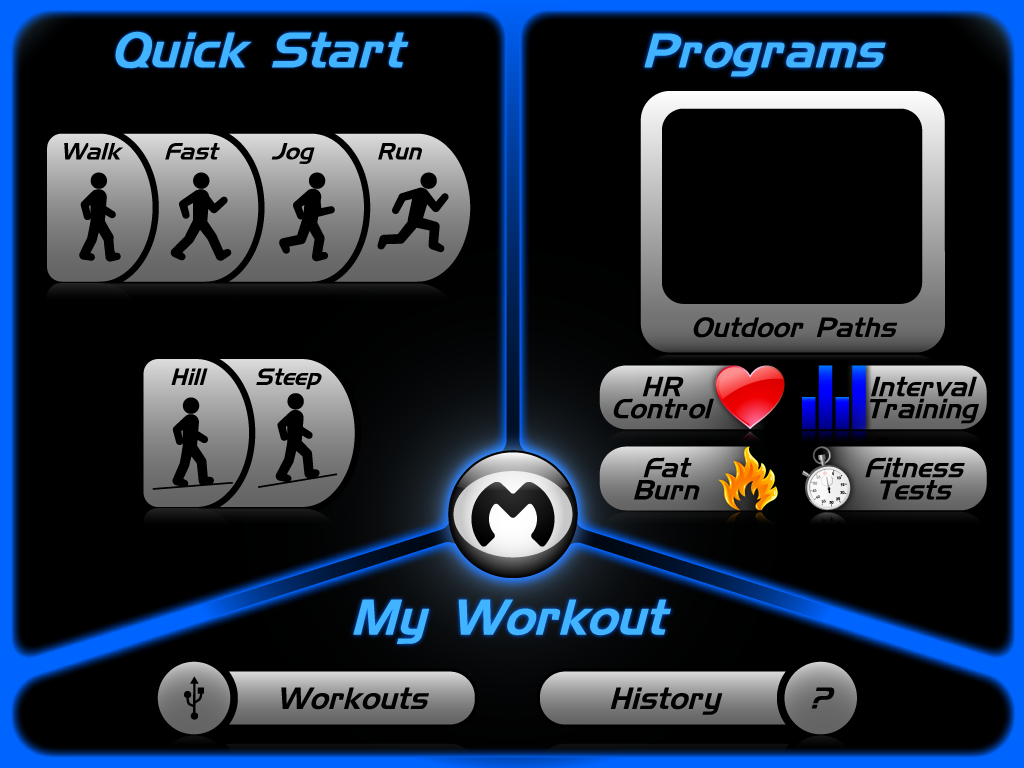 Quick Start
Walk
Fast
Jog
Run
Hill
Steep
Programs
Outdoor Paths
HR
Control
Interval
Training
Fat
Burn
Fitness
Tests
M
My Workout
Workouts
History
?